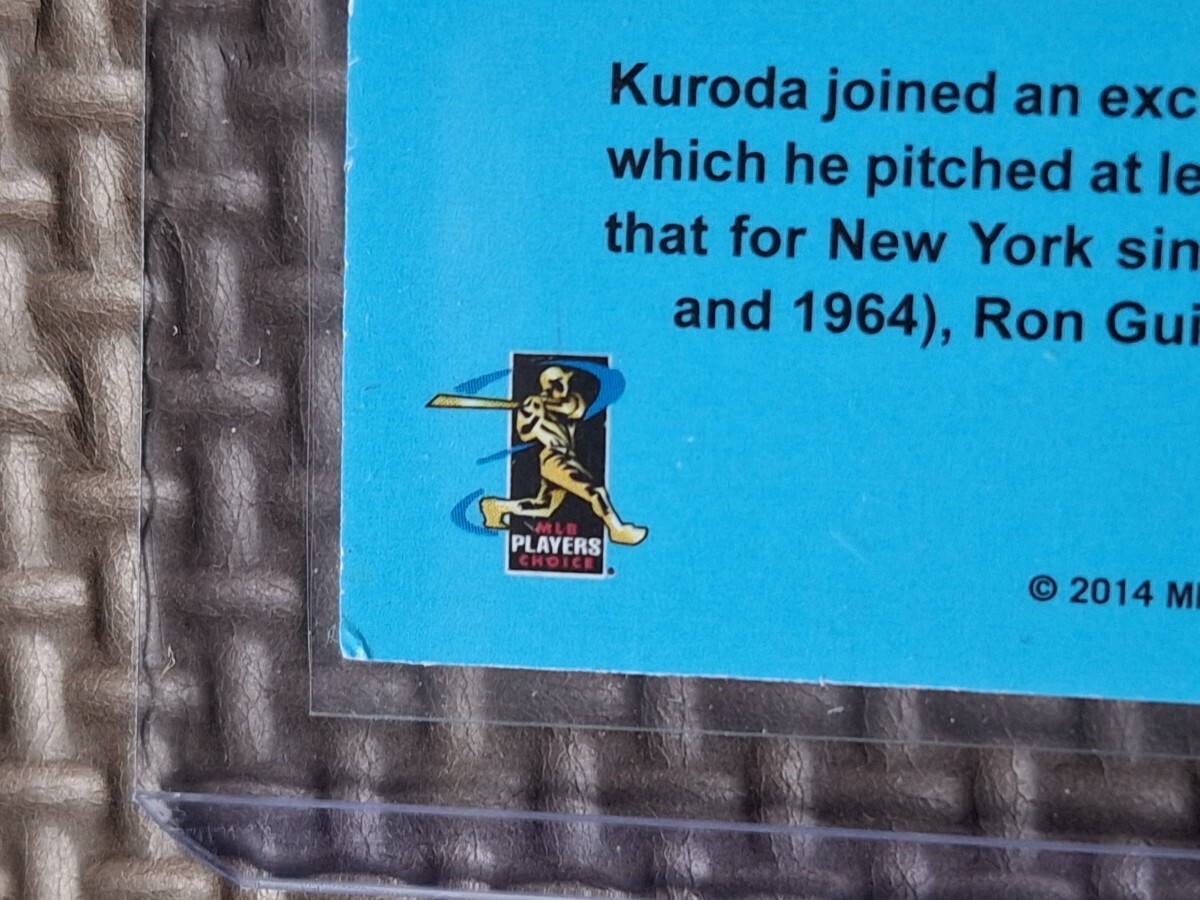 Kuroda joined an exc
which he pitched at le
that for New York sin
and 1964), Ron Gui
MLB
PLAYERS
CHOICE
© 2014 ML